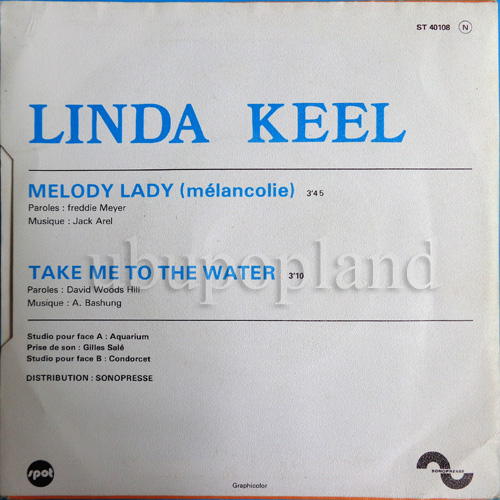 ST 40108 N
LINDA KEEL
MELODY LADY (mélancolie) 3'45
Paroles : freddie Meyer
Musique : Jack Arel
ubupopland
TAKE ME TO THE WATER 3'10
Paroles : David Woods Hill
Musique : A. Bashung
Studio pour face A : Aquarium
Prise de son : Gilles Salé
Studio pour face B : Condorcet
DISTRIBUTION : SONOPRESSE
spot
SONOPRESSE
Graphicolor